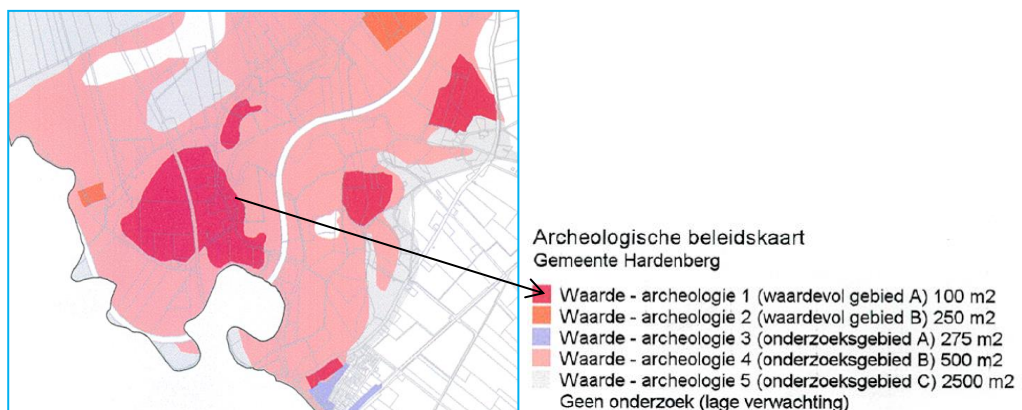 Archeologische beleidskaart
Gemeente Hardenberg
Waarde - archeologie 1 (waardevol gebied A) 100 m2
Waarde - archeologie 2 (waardevol gebied B) 250 m2
Waarde - archeologie 3 (onderzoeksgebied A) 275 m2
Waarde - archeologie 4 (onderzoeksgebied B) 500 m2
Waarde - archeologie 5 (onderzoeksgebied C) 2500 m2
Geen onderzoek (lage verwachting)